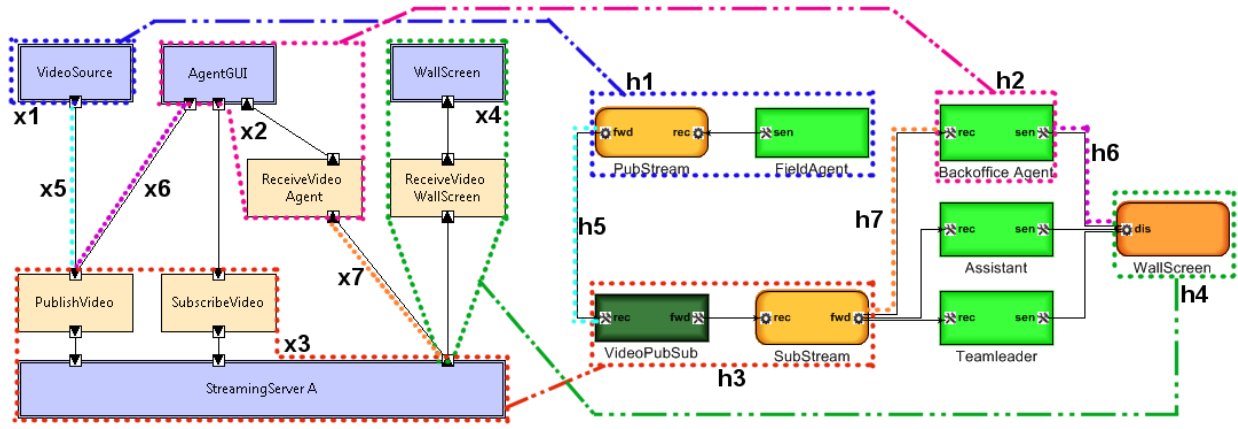 VideoSource
AgentGUI
WallScreen
x1
x2
x4
x5
x6
ReceiveVideo
Agent
ReceiveVideo
WallScreen
x7
PublishVideo
SubscribeVideo
x3
StreamingServer A
h1
fwd
rec
PubStream
sen
FieldAgent
h2
rec
sen
Backoffice Agent
h6
h7
h5
rec
sen
Assistant
dis
WallScreen
h4
rec
fwd
VideoPubSub
rec
fwd
SubStream
h3
rec
sen
Teamleader